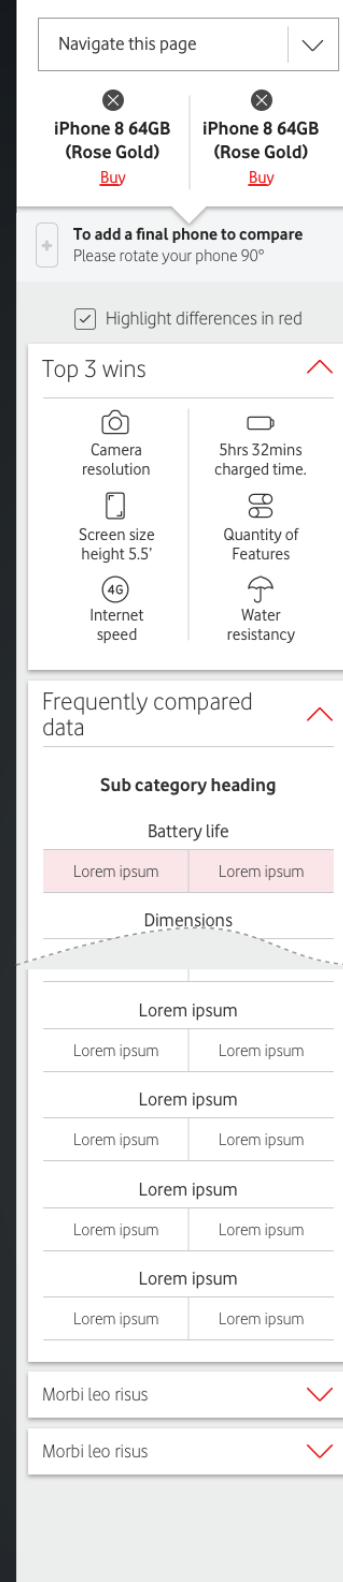 Navigate this page
iPhone 8 64GB
(Rose Gold)
Buy
iPhone 8 64GB
(Rose Gold)
Buy
To add a final phone to compare
Please rotate your phone 90°
Highlight differences in red
Top 3 wins
Camera
resolution
5hrs 32mins
charged time.
Screen size
height 5.5'
Quantity of
Features
4G
Internet
speed
Water
resistancy
Frequently compared
data
Sub category heading
Battery life
Lorem ipsum
Lorem ipsum
Dimensions
Lorem ipsum
Lorem ipsum
Lorem ipsum
Lorem ipsum
Lorem ipsum
Lorem ipsum
Lorem ipsum
Lorem ipsum
Lorem ipsum
Lorem ipsum
Lorem ipsum
Lorem ipsum
Morbi leo risus
Morbi leo risus